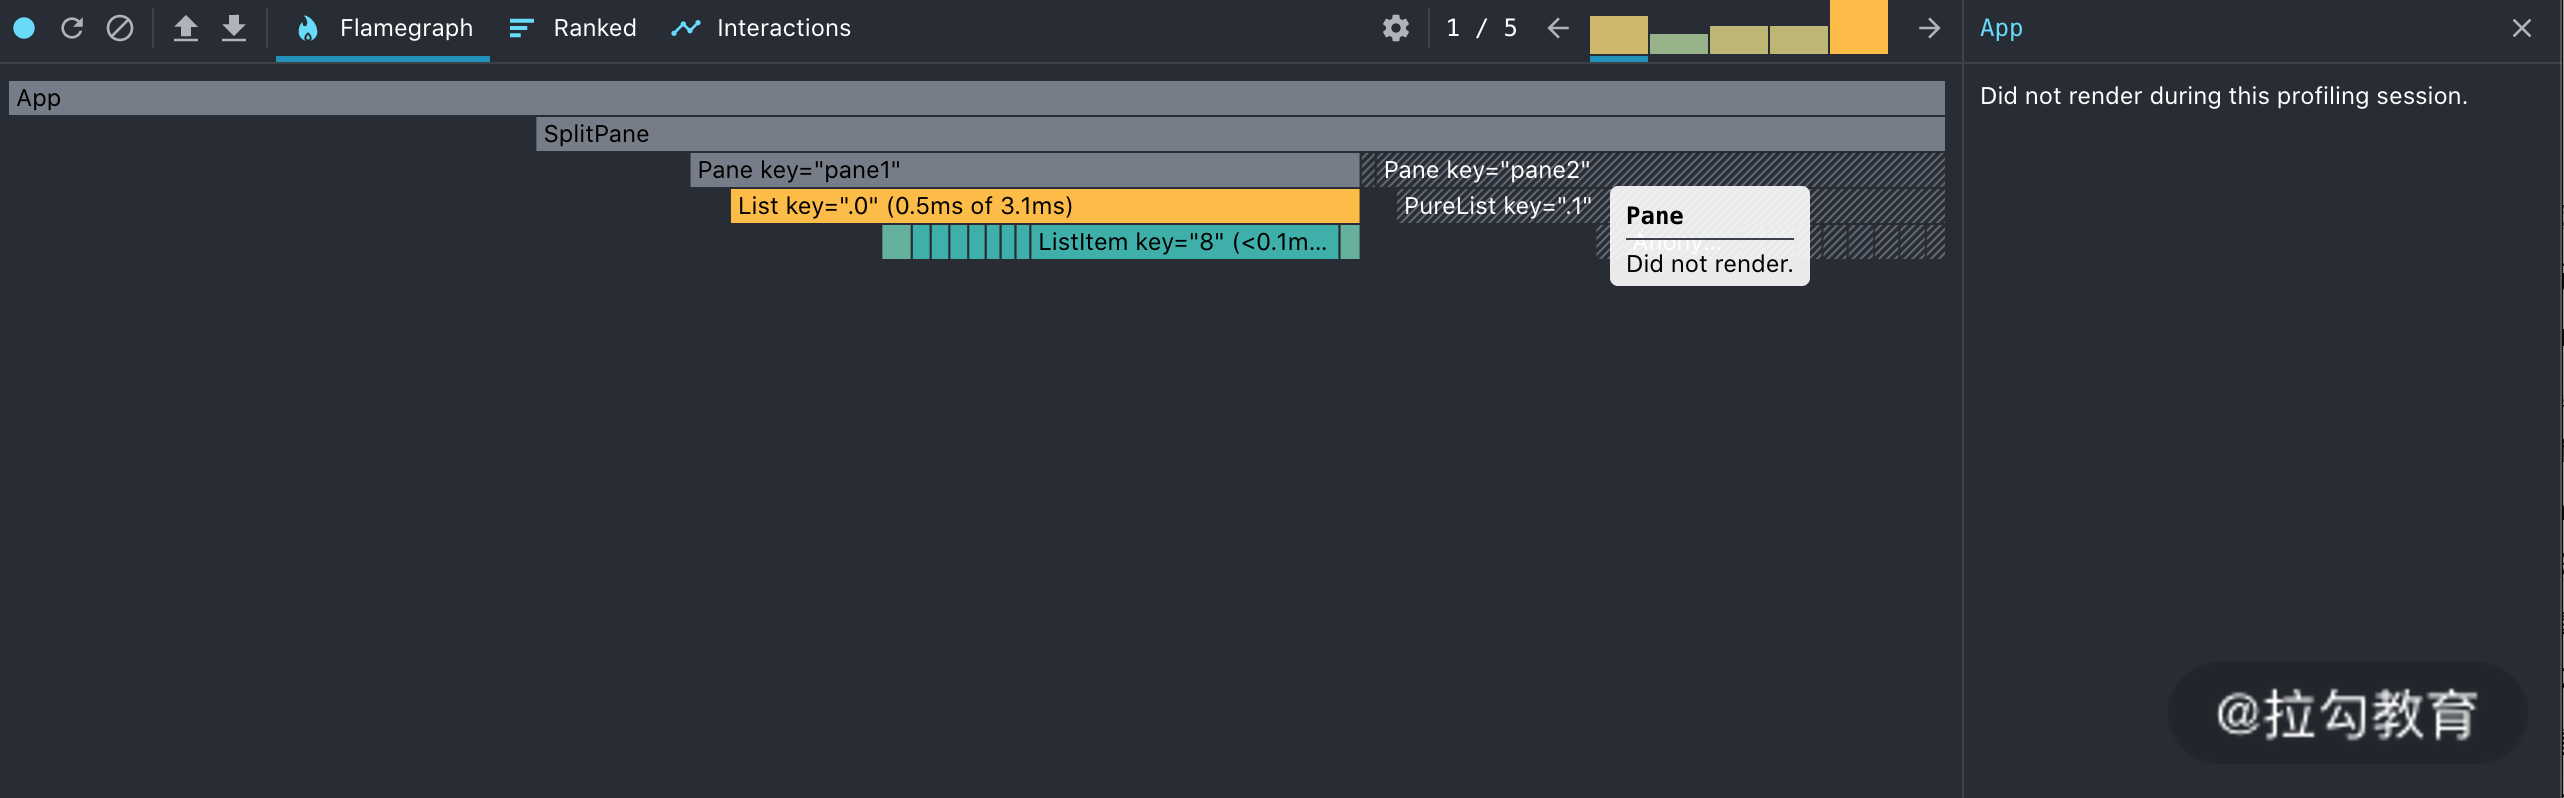 Flamegraph Ranked Interactions 1 / 5 App
App
Did not render during this profiling session.
SplitPane
Pane key="pane1" Pane key="pane2"
List key=".0" (0.5ms of 3.1ms) PureList key=".1"
Pane
ListItem key="8" (<0.1m... Anony...
Did not render.
@拉勾教育